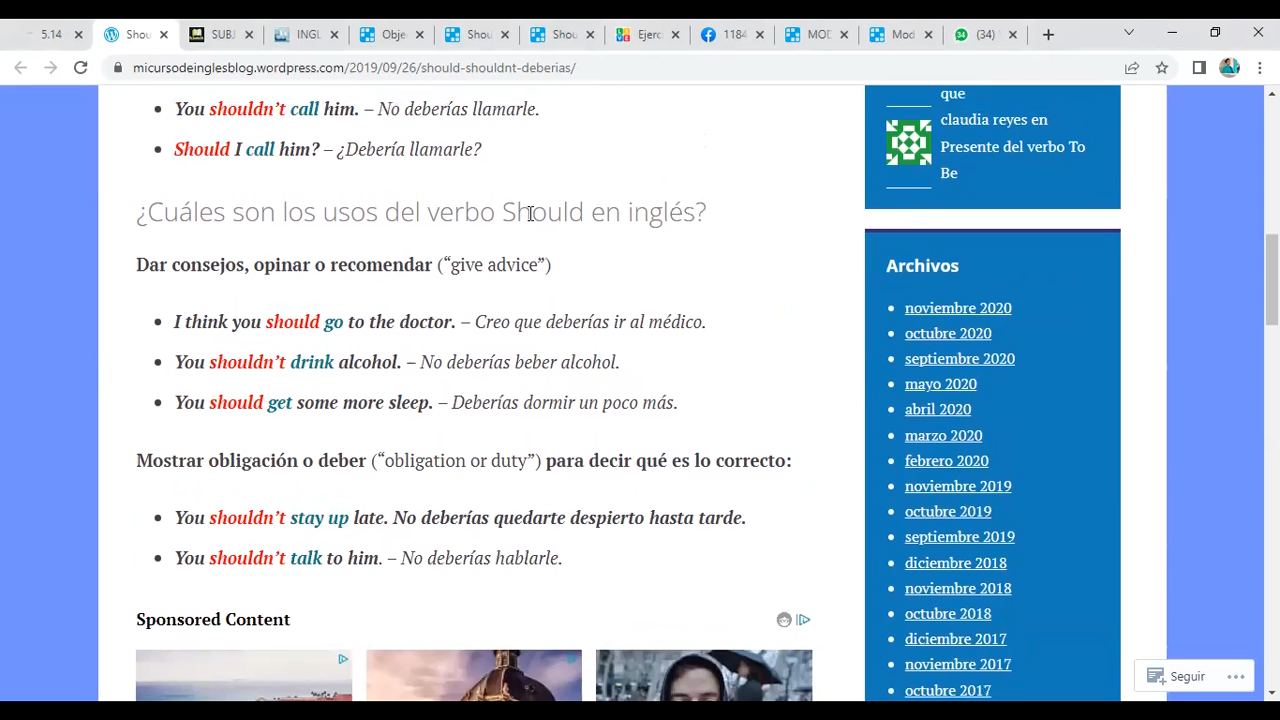 5.14
Shou
SUBJ
INGL
Obje
Shou
Shou
Ejerc
1184
MOD
Mod
(34)
micursodeinglesblog.wordpress.com/2019/09/26/should-shouldnt-deberias/
You shouldn’t call him. – No deberías llamarle.
Should I call him? – ¿Debería llamarle?
¿Cuáles son los usos del verbo Should en inglés?
Dar consejos, opinar o recomendar (“give advice”)
I think you should go to the doctor. – Creo que deberías ir al médico.
You shouldn’t drink alcohol. – No deberías beber alcohol.
You should get some more sleep. – Deberías dormir un poco más.
Mostrar obligación o deber (“obligation or duty”) para decir qué es lo correcto:
You shouldn’t stay up late. No deberías quedarte despierto hasta tarde.
You shouldn’t talk to him. – No deberías hablarle.
Sponsored Content
que
claudia reyes en
Presente del verbo To
Be
Archivos
noviembre 2020
octubre 2020
septiembre 2020
mayo 2020
abril 2020
marzo 2020
febrero 2020
noviembre 2019
octubre 2019
septiembre 2019
diciembre 2018
noviembre 2018
octubre 2018
diciembre 2017
noviembre 2017
octubre 2017
Seguir